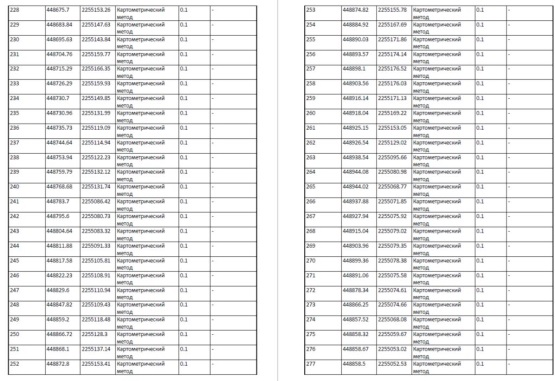 228 448675.7 2255153.26 Картометрический метод 0.1 -
229 448683.84 2255147.63 Картометрический метод 0.1 -
230 448695.63 2255143.84 Картометрический метод 0.1 -
231 448704.76 2255159.77 Картометрический метод 0.1 -
232 448715.29 2255166.35 Картометрический метод 0.1 -
233 448726.29 2255159.93 Картометрический метод 0.1 -
234 448730.7 2255149.85 Картометрический метод 0.1 -
235 448730.96 2255131.99 Картометрический метод 0.1 -
236 448735.73 2255119.09 Картометрический метод 0.1 -
237 448744.64 2255114.94 Картометрический метод 0.1 -
238 448753.94 2255122.23 Картометрический метод 0.1 -
239 448759.79 2255132.12 Картометрический метод 0.1 -
240 448768.68 2255131.74 Картометрический метод 0.1 -
241 448783.7 2255086.42 Картометрический метод 0.1 -
242 448795.6 2255080.73 Картометрический метод 0.1 -
243 448804.64 2255083.32 Картометрический метод 0.1 -
244 448811.88 2255091.33 Картометрический метод 0.1 -
245 448817.58 2255105.81 Картометрический метод 0.1 -
246 448822.23 2255108.91 Картометрический метод 0.1 -
247 448829.6 2255110.94 Картометрический метод 0.1 -
248 448847.82 2255109.43 Картометрический метод 0.1 -
249 448859.2 2255118.48 Картометрический метод 0.1 -
250 448866.72 2255128.3 Картометрический метод 0.1 -
251 448868.1 2255137.14 Картометрический метод 0.1 -
252 448872.8 2255153.41 Картометрический метод 0.1 -
253 448874.82 2255155.78 Картометрический метод 0.1 -
254 448884.92 2255167.69 Картометрический метод 0.1 -
255 448890.03 2255171.86 Картометрический метод 0.1 -
256 448893.57 2255174.14 Картометрический метод 0.1 -
257 448898.1 2255176.52 Картометрический метод 0.1 -
258 448903.56 2255176.03 Картометрический метод 0.1 -
259 448916.14 2255171.13 Картометрический метод 0.1 -
260 448918.04 2255169.22 Картометрический метод 0.1 -
261 448925.15 2255153.05 Картометрический метод 0.1 -
262 448926.54 2255129.02 Картометрический метод 0.1 -
263 448938.54 2255095.66 Картометрический метод 0.1 -
264 448944.08 2255080.98 Картометрический метод 0.1 -
265 448944.02 2255068.77 Картометрический метод 0.1 -
266 448937.88 2255071.85 Картометрический метод 0.1 -
267 448927.94 2255075.92 Картометрический метод 0.1 -
268 448915.04 2255079.02 Картометрический метод 0.1 -
269 448903.96 2255079.35 Картометрический метод 0.1 -
270 448899.36 2255078.38 Картометрический метод 0.1 -
271 448891.06 2255075.58 Картометрический метод 0.1 -
272 448878.34 2255074.61 Картометрический метод 0.1 -
273 448866.25 2255074.66 Картометрический метод 0.1 -
274 448857.52 2255068.08 Картометрический метод 0.1 -
275 448858.32 2255059.67 Картометрический метод 0.1 -
276 448858.67 2255053.02 Картометрический метод 0.1 -
277 448858.5 2255052.53 Картометрический метод 0.1 -